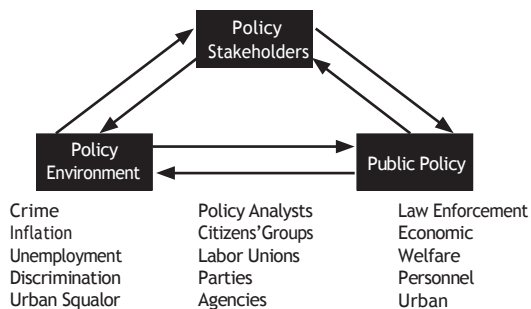 Policy
Stakeholders
Policy
Environment
Public Policy
Crime
Inflation
Unemployment
Discrimination
Urban Squalor
Policy Analysts
Citizens'Groups
Labor Unions
Parties
Agencies
Law Enforcement
Economic
Welfare
Personnel
Urban